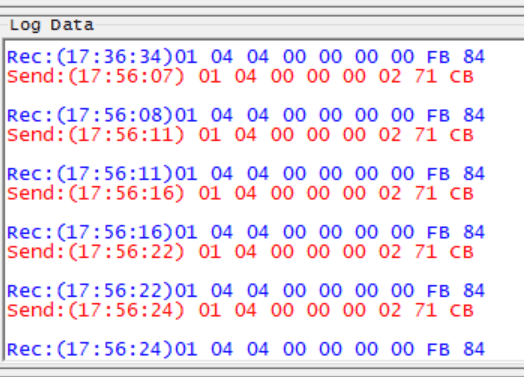 Log Data
Rec:(17:36:34)01 04 04 00 00 00 00 FB 84
Send:(17:56:07) 01 04 00 00 00 02 71 CB
Rec:(17:56:08)01 04 04 00 00 00 00 FB 84
Send:(17:56:11) 01 04 00 00 00 02 71 CB
Rec:(17:56:11)01 04 04 00 00 00 00 FB 84
Send:(17:56:16) 01 04 00 00 00 02 71 CB
Rec:(17:56:16)01 04 04 00 00 00 00 FB 84
Send:(17:56:22) 01 04 00 00 00 02 71 CB
Rec:(17:56:22)01 04 04 00 00 00 00 FB 84
Send:(17:56:24) 01 04 00 00 00 02 71 CB
Rec:(17:56:24)01 04 04 00 00 00 00 FB 84